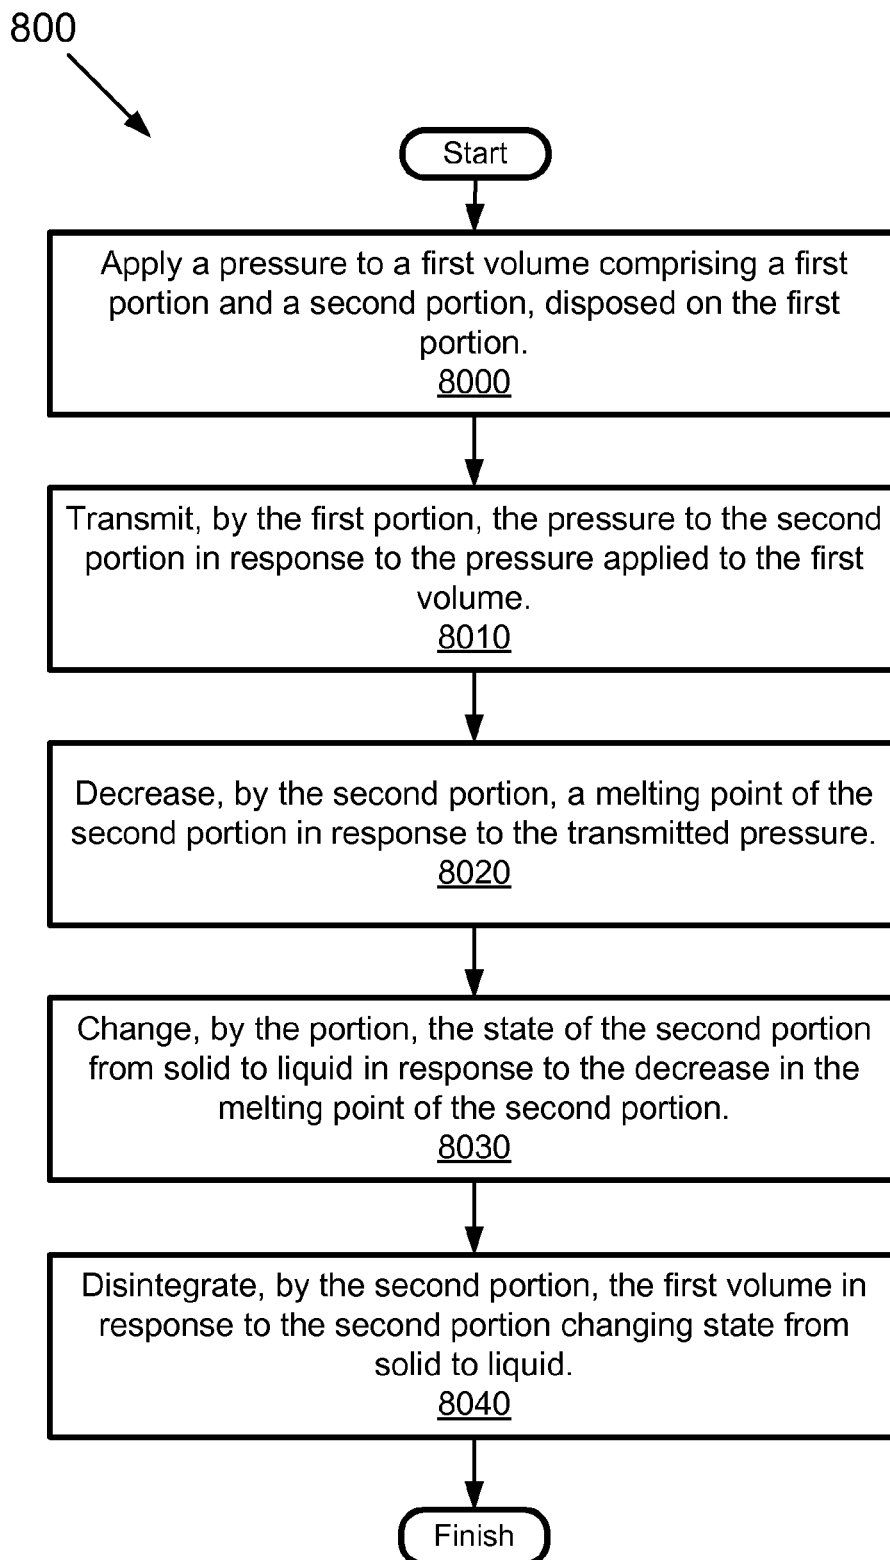 800
Start
Apply a pressure to a first volume comprising a first
portion and a second portion, disposed on the first
portion.
8000
Transmit, by the first portion, the pressure to the second
portion in response to the pressure applied to the first
volume.
8010
Decrease, by the second portion, a melting point of the
second portion in response to the transmitted pressure.
8020
Change, by the portion, the state of the second portion
from solid to liquid in response to the decrease in the
melting point of the second portion.
8030
Disintegrate, by the second portion, the first volume in
response to the second portion changing state from
solid to liquid.
8040
Finish